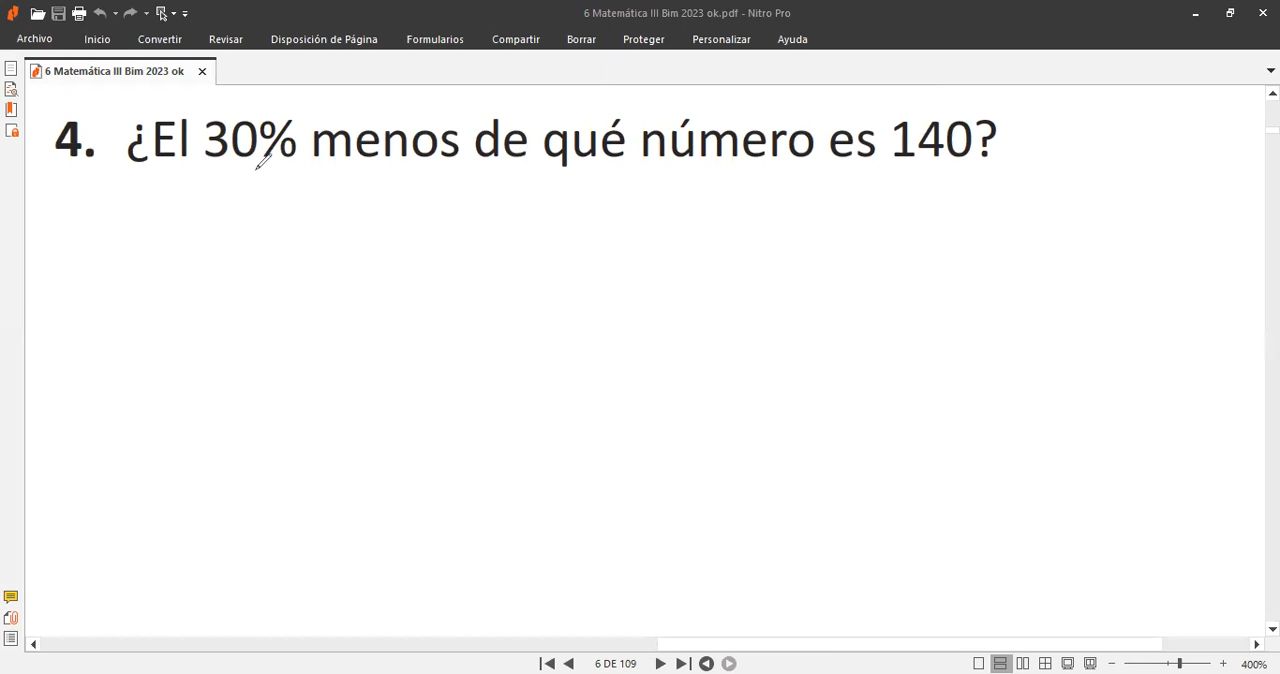 6 Matemática III Bim 2023 ok.pdf - Nitro Pro
Archivo Inicio Convertir Revisar Disposición de Página Formularios Compartir Borrar Proteger Personalizar Ayuda
6 Matemática III Bim 2023 ok
4. ¿El 30% menos de qué número es 140?
6 DE 109
400%